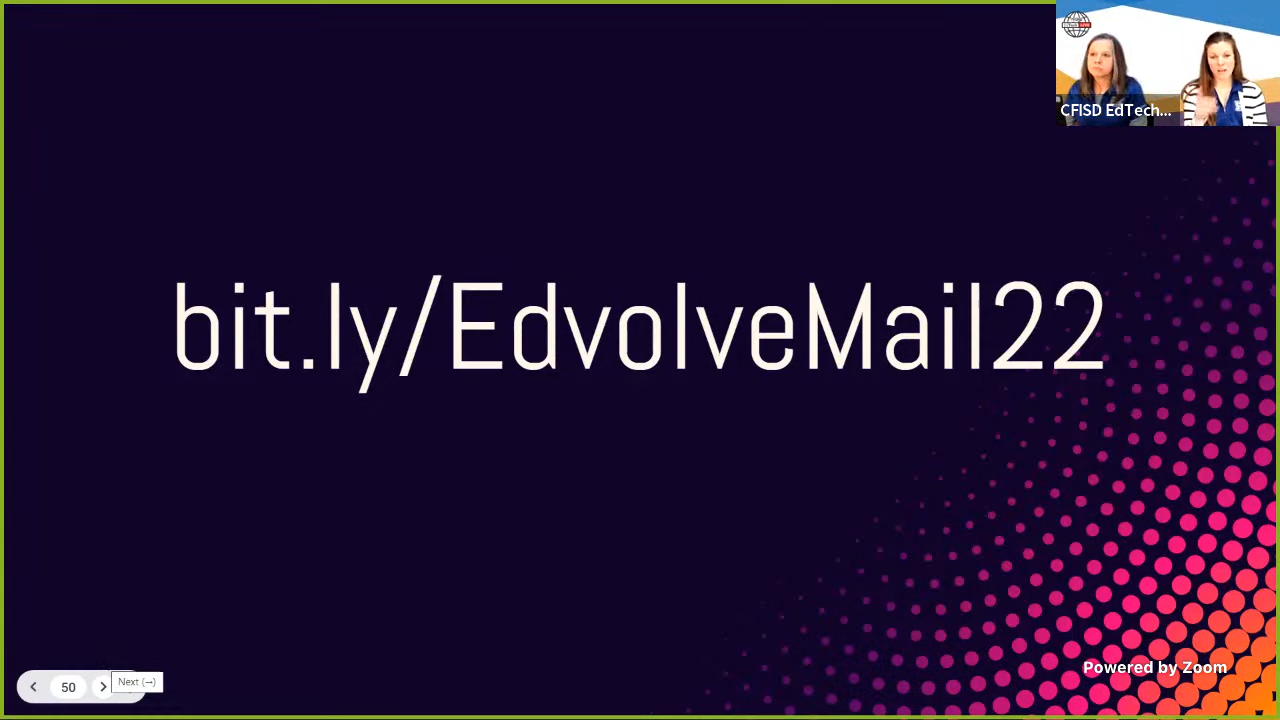 CFISD EdTech...
bit.ly/EdvolveMail22
Powered by Zoom
50
Next (→)